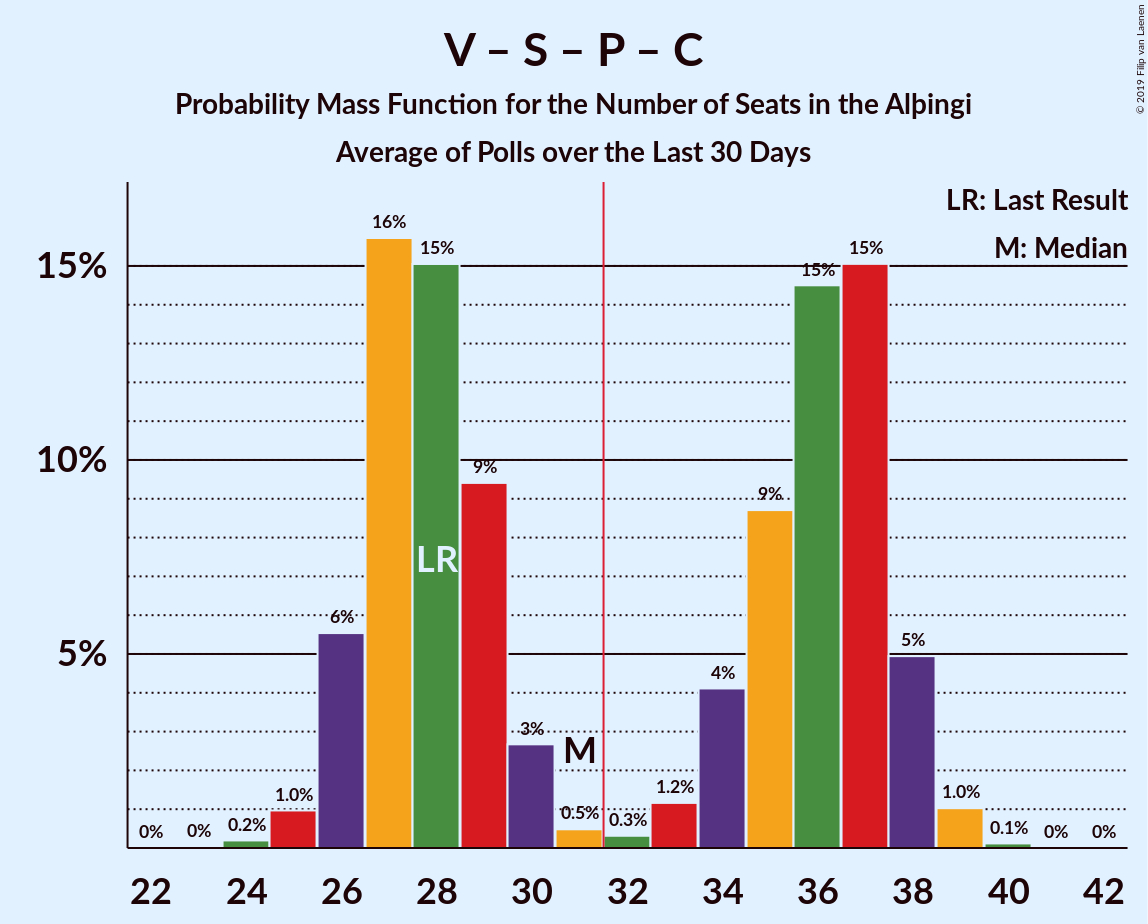 V – S – P – C
Probability Mass Function for the Number of Seats in the Alþingi
Average of Polls over the Last 30 Days
© 2019 Filip van Laenen
LR: Last Result
M: Median
15%
10%
5%
0%
0%
0.2%
1.0%
6%
16%
15%
9%
3%
0.5%
0.3%
1.2%
4%
9%
15%
15%
5%
1.0%
0.1%
0%
0%
LR
M
22 24 26 28 30 32 34 36 38 40 42